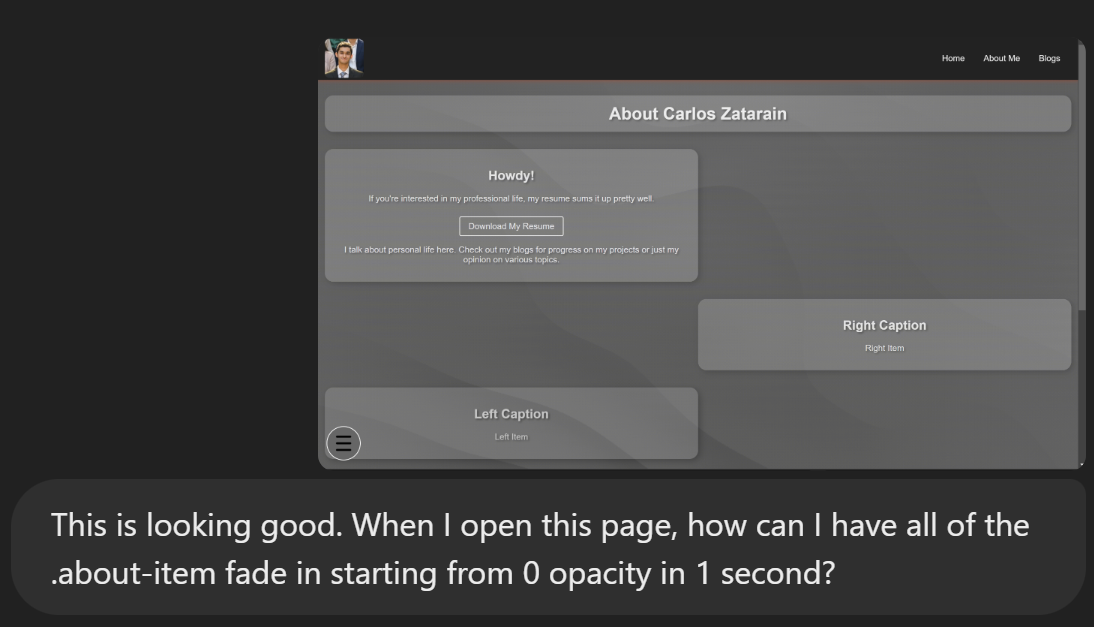 Home About Me Blogs
About Carlos Zatarain
Howdy!
If you're interested in my professional life, my resume sums it up pretty well.
Download My Resume
I talk about personal life here. Check out my blogs for progress on my projects or just my
opinion on various topics.
Right Caption
Right Item
Left Caption
Left Item
This is looking good. When I open this page, how can I have all of the
.about-item fade in starting from 0 opacity in 1 second?